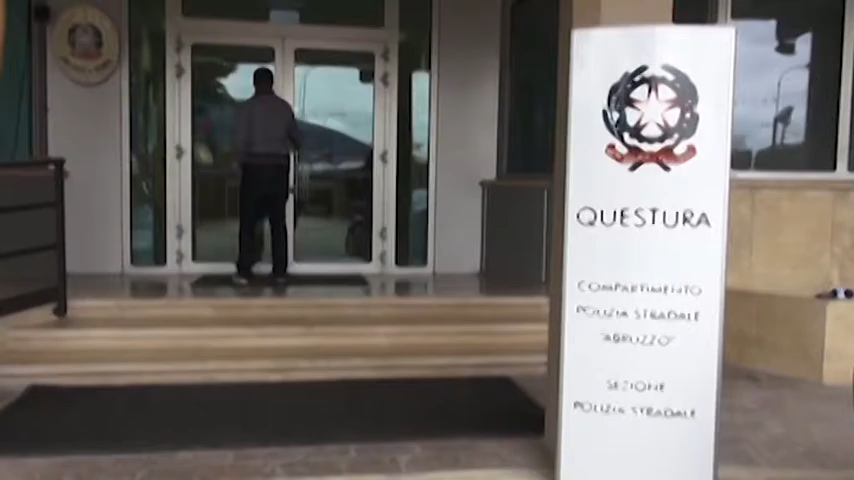 QUESTURA
COMPARTIMENTO
POLIZIA STRADALE
"ABRUZZO"
SEZIONE
POLIZIA STRADALE